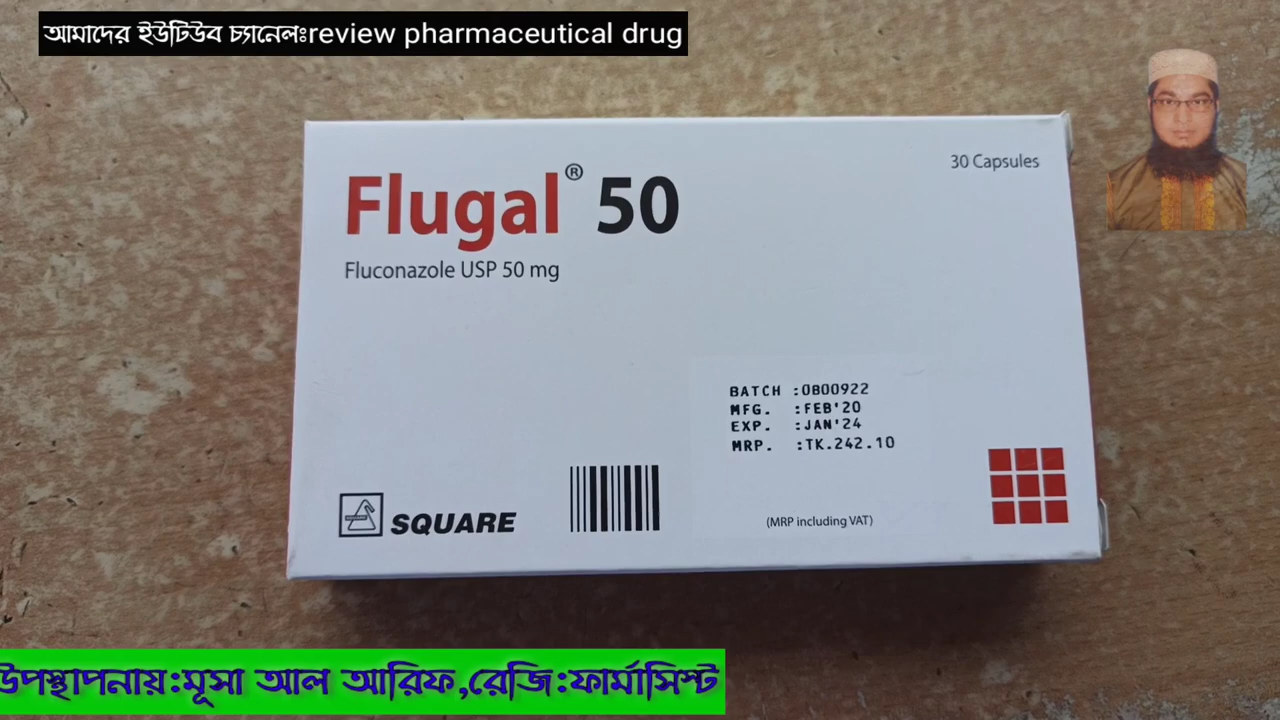 আমাদের ইউটিউব চ্যানেলঃreview pharmaceutical drug
30 Capsules
Flugal® 50
Fluconazole USP 50 mg
BATCH :0B00922
MFG. :FEB'20
EXP. :JAN'24
MRP. :TK.242.10
SQUARE
(MRP including VAT)
উপস্থাপনায়:মূসা আল আরিফ,রেজি:ফার্মাসিস্ট